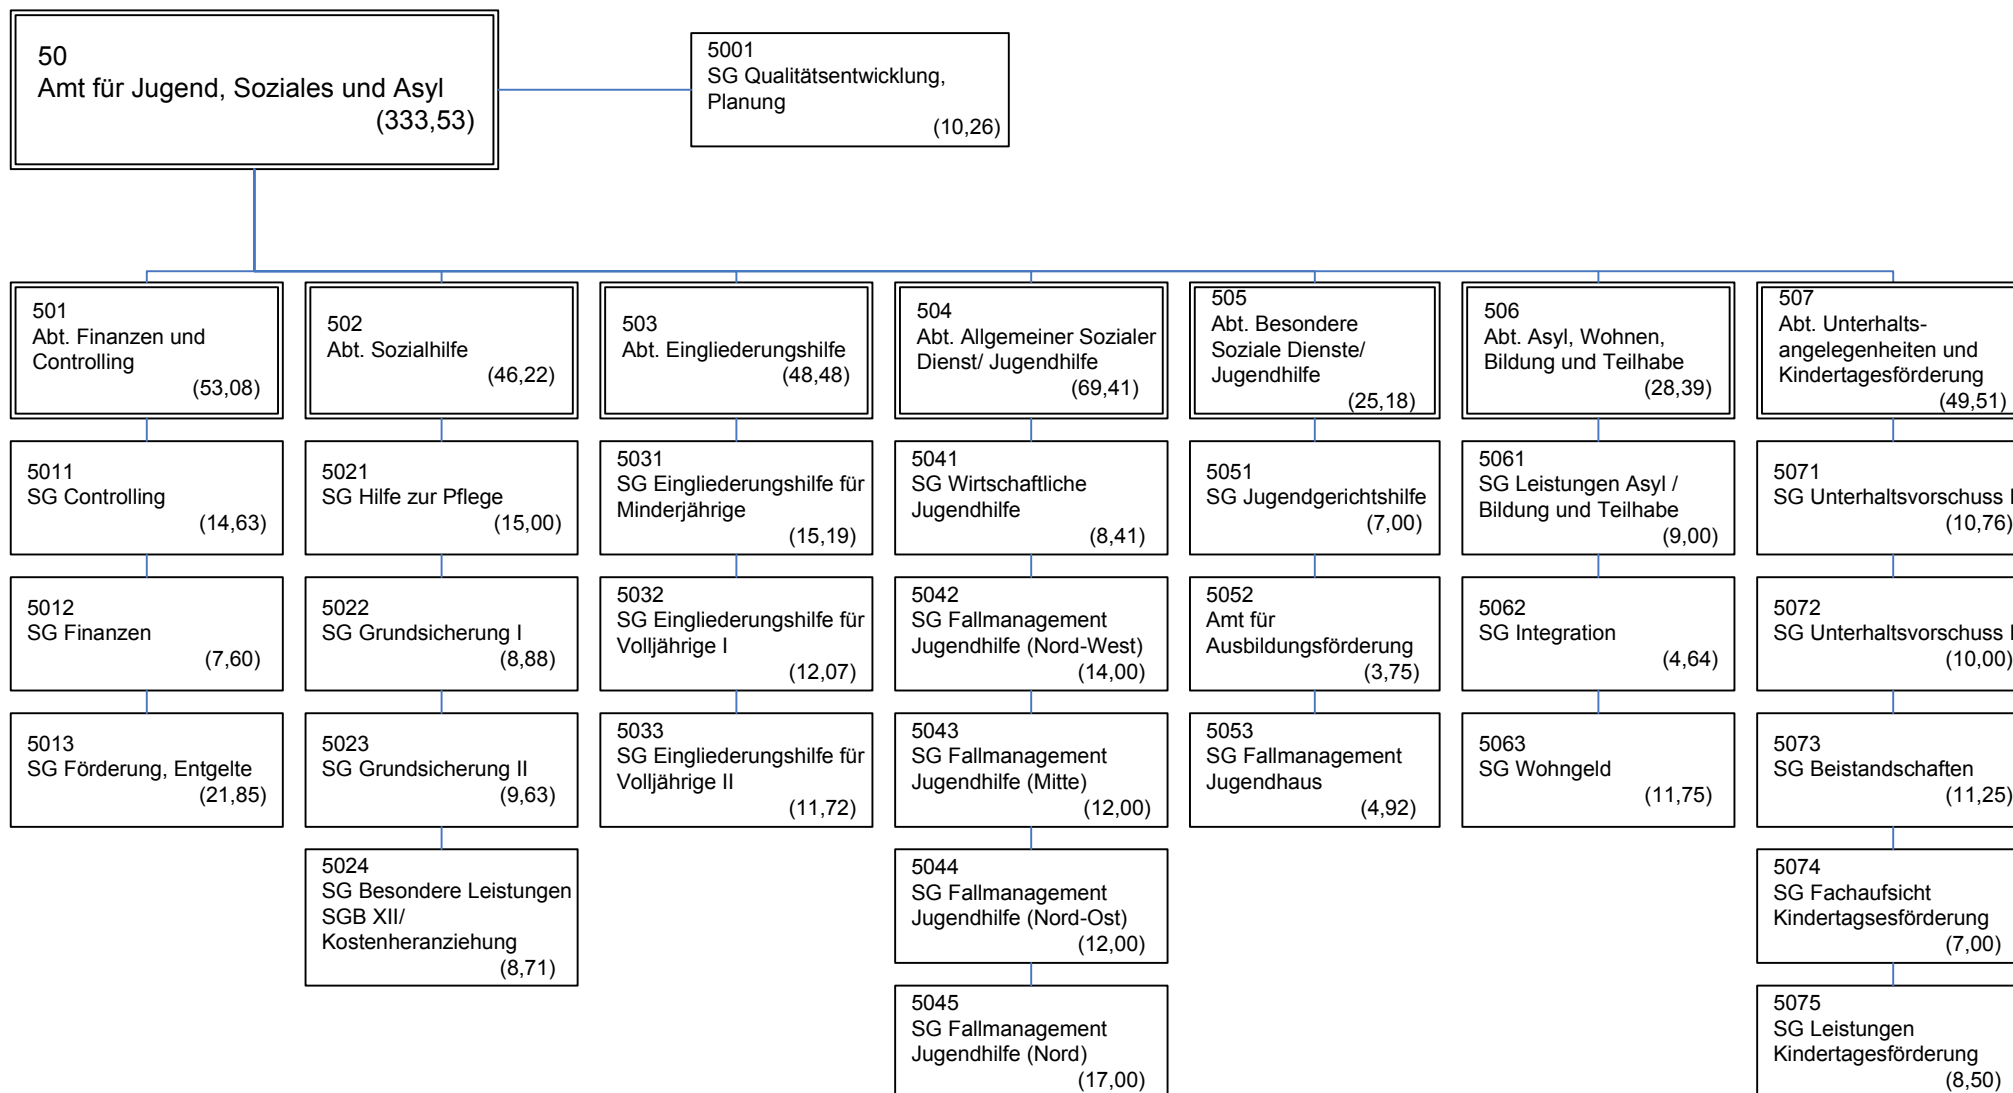 50
Amt für Jugend, Soziales und Asyl
(333,53)
5001
SG Qualitätsentwicklung,
Planung
(10,26)
501
Abt. Finanzen und
Controlling
(53,08)
5011
SG Controlling
(14,63)
5012
SG Finanzen
(7,60)
5013
SG Förderung, Entgelte
(21,85)
502
Abt. Sozialhilfe
(46,22)
5021
SG Hilfe zur Pflege
(15,00)
5022
SG Grundsicherung I
(8,88)
5023
SG Grundsicherung II
(9,63)
5024
SG Besondere Leistungen
SGB XII/
Kostenheranziehung
(8,71)
503
Abt. Eingliederungshilfe
(48,48)
5031
SG Eingliederungshilfe für
Minderjährige
(15,19)
5032
SG Eingliederungshilfe für
Volljährige I
(12,07)
5033
SG Eingliederungshilfe für
Volljährige II
(11,72)
504
Abt. Allgemeiner Sozialer
Dienst/ Jugendhilfe
(69,41)
5041
SG Wirtschaftliche
Jugendhilfe
(8,41)
5042
SG Fallmanagement
Jugendhilfe (Nord-West)
(14,00)
5043
SG Fallmanagement
Jugendhilfe (Mitte)
(12,00)
5044
SG Fallmanagement
Jugendhilfe (Nord-Ost)
(12,00)
5045
SG Fallmanagement
Jugendhilfe (Nord)
(17,00)
505
Abt. Besondere
Soziale Dienste/
Jugendhilfe
(25,18)
5051
SG Jugendgerichtshilfe
(7,00)
5052
Amt für
Ausbildungsförderung
(3,75)
5053
SG Fallmanagement
Jugendhaus
(4,92)
506
Abt. Asyl, Wohnen,
Bildung und Teilhabe
(28,39)
5061
SG Leistungen Asyl /
Bildung und Teilhabe
(9,00)
5062
SG Integration
(4,64)
5063
SG Wohngeld
(11,75)
507
Abt. Unterhalts-
angelegenheiten und
Kindertagesförderung
(49,51)
5071
SG Unterhaltsvorschuss
(10,76)
5072
SG Unterhaltsvorschuss
(10,00)
5073
SG Beistandschaften
(11,25)
5074
SG Fachaufsicht
Kindertagsesförderung
(7,00)
5075
SG Leistungen
Kindertagesförderung
(8,50)